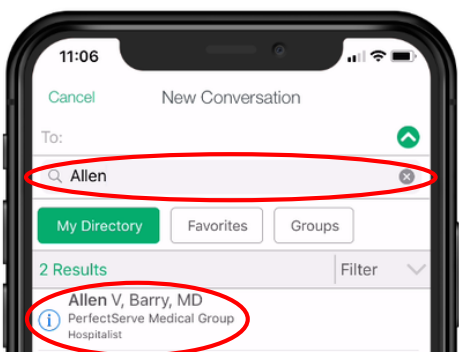 11:06
Cancel New Conversation
To:
Allen
My Directory Favorites Groups
2 Results Filter
Allen V, Barry, MD
PerfectServe Medical Group
Hospitalist